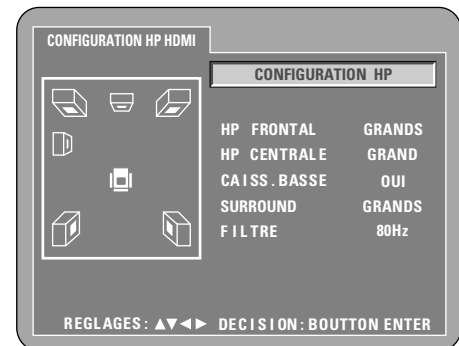 CONFIGURATION HP HDMI
CONFIGURATION HP
HP FRONTAL GRANDS
HP CENTRALE GRAND
CAISS.BASSE OUI
SURROUND GRANDS
FILTRE 80Hz
REGLAGES: ▲▼◄► DECISION: BOUTTON ENTER